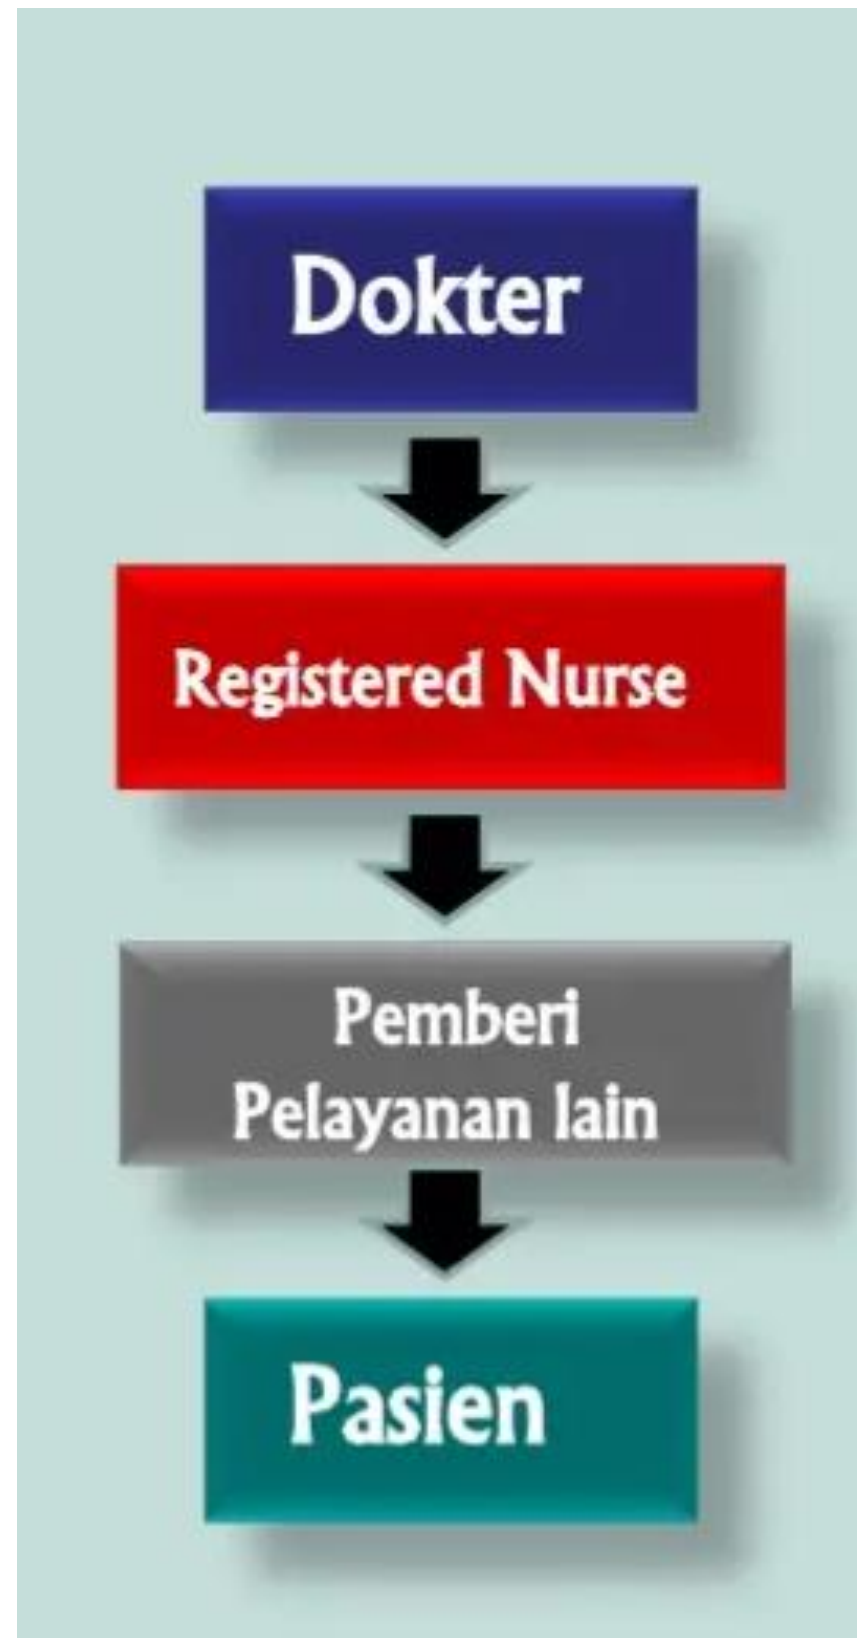 Dokter
Registered Nurse
Pemberi
Pelayanan lain
Pasien